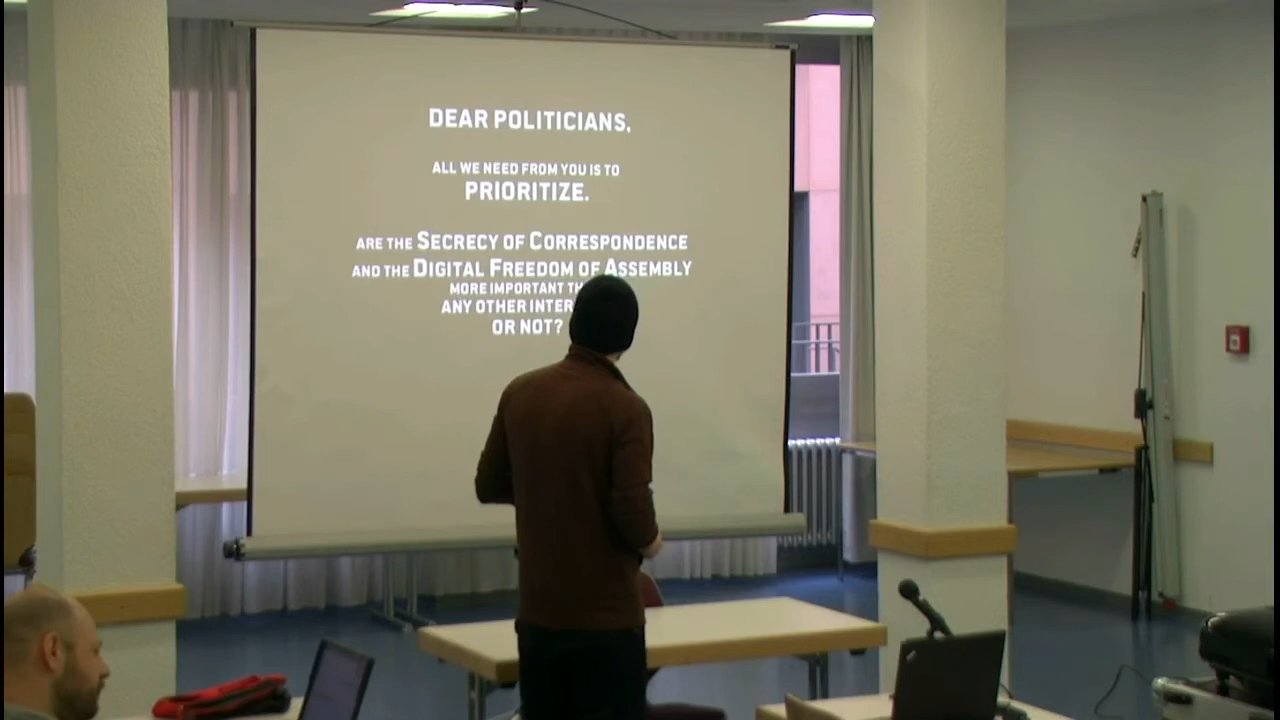 DEAR POLITICIANS,
ALL WE NEED FROM YOU IS TO
PRIORITIZE.
ARE THE SECRECY OF CORRESPONDENCE
AND THE DIGITAL FREEDOM OF ASSEMBLY
MORE IMPORTANT
ANY OTHER
OR NOT?